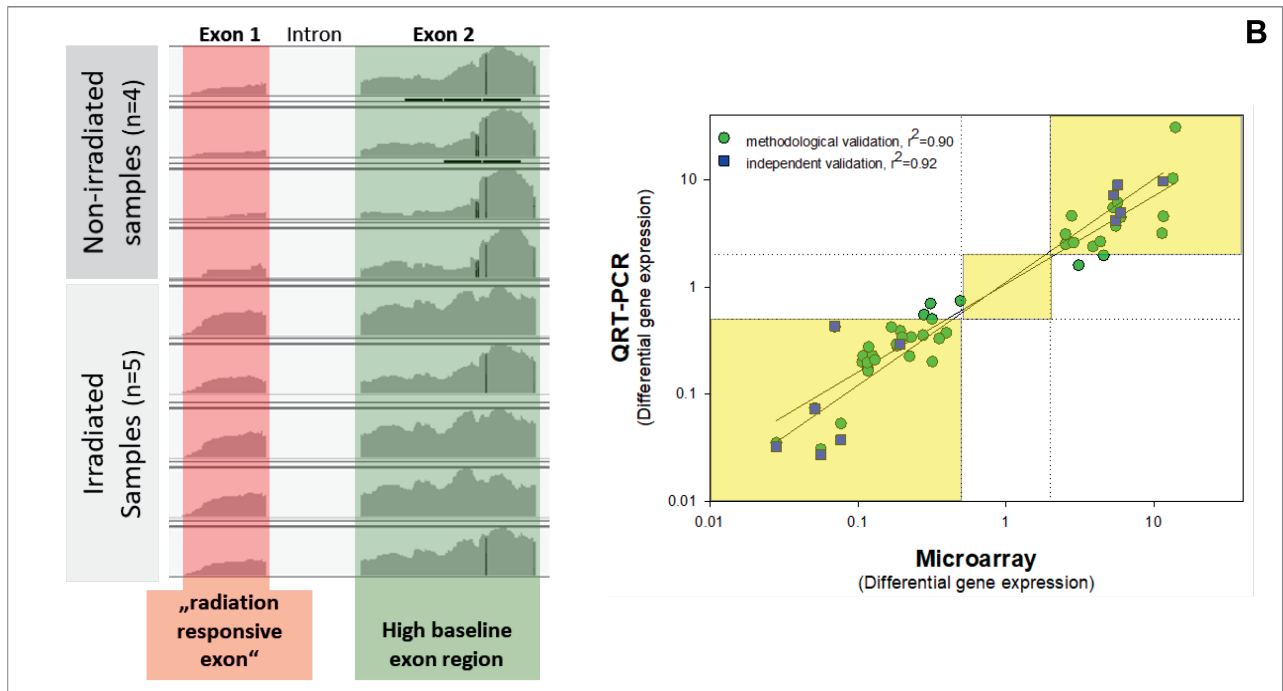 Exon 1 Intron Exon 2
Non-irradiated
samples (n=4)
Irradiated
Samples (n=5)
„radiation
responsive
exon“
High baseline
exon region
B
methodological validation, r²=0.90
independent validation, r²=0.92
10
1
0.1
0.01
QRT-PCR
(Differential gene expression)
0.01 0.1 1 10
Microarray
(Differential gene expression)